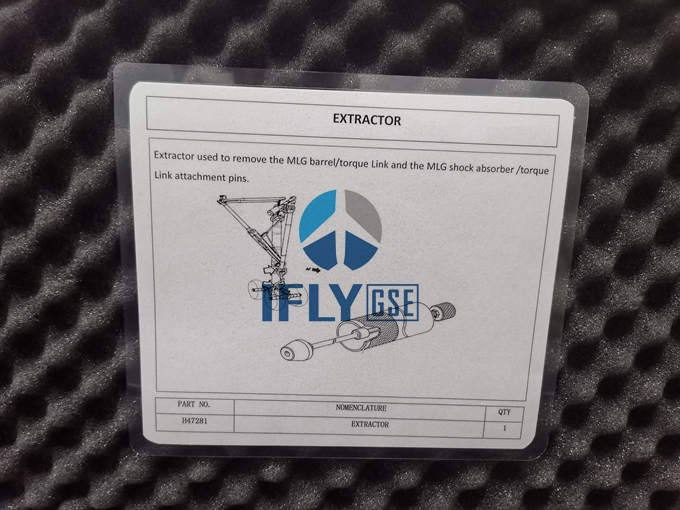 EXTRACTOR
Extractor used to remove the MLG barrel/torque Link and the MLG shock absorber /torque
Link attachment pins.
IFLY GSE
PART NO. NOMENCLATURE QTY
H47281 EXTRACTOR 1